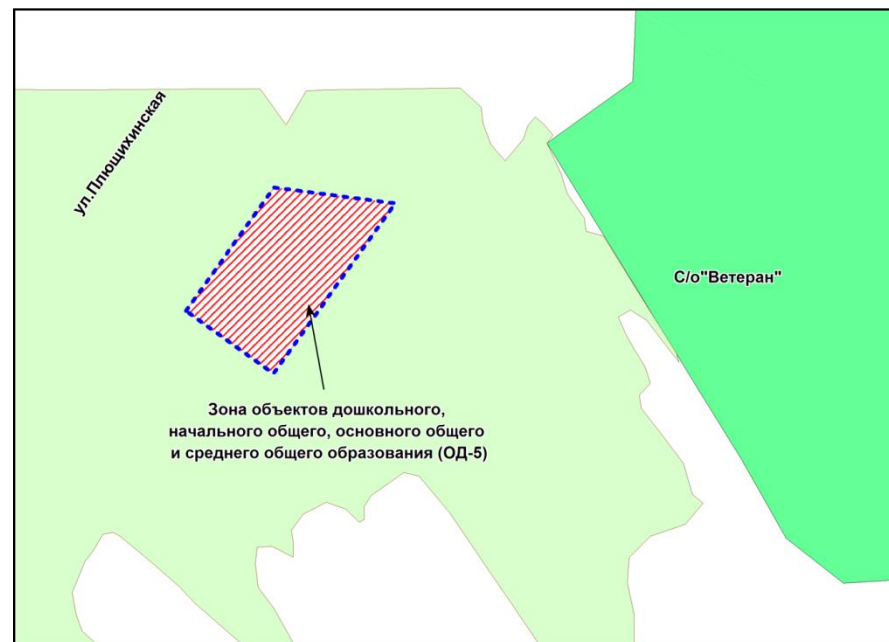 ул.Плющихинская
С/о"Ветеран"
Зона объектов дошкольного,
начального общего, основного общего
и среднего общего образования (ОД-5)